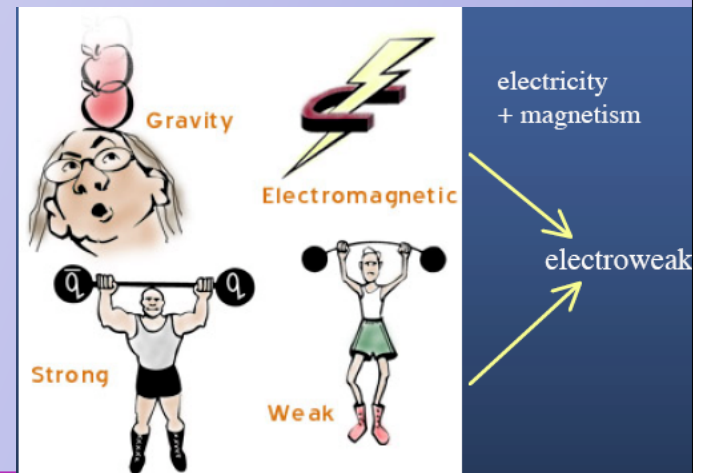 Gravity
Electromagnetic
q̅
q
Strong
Weak
electricity
+ magnetism
electroweak